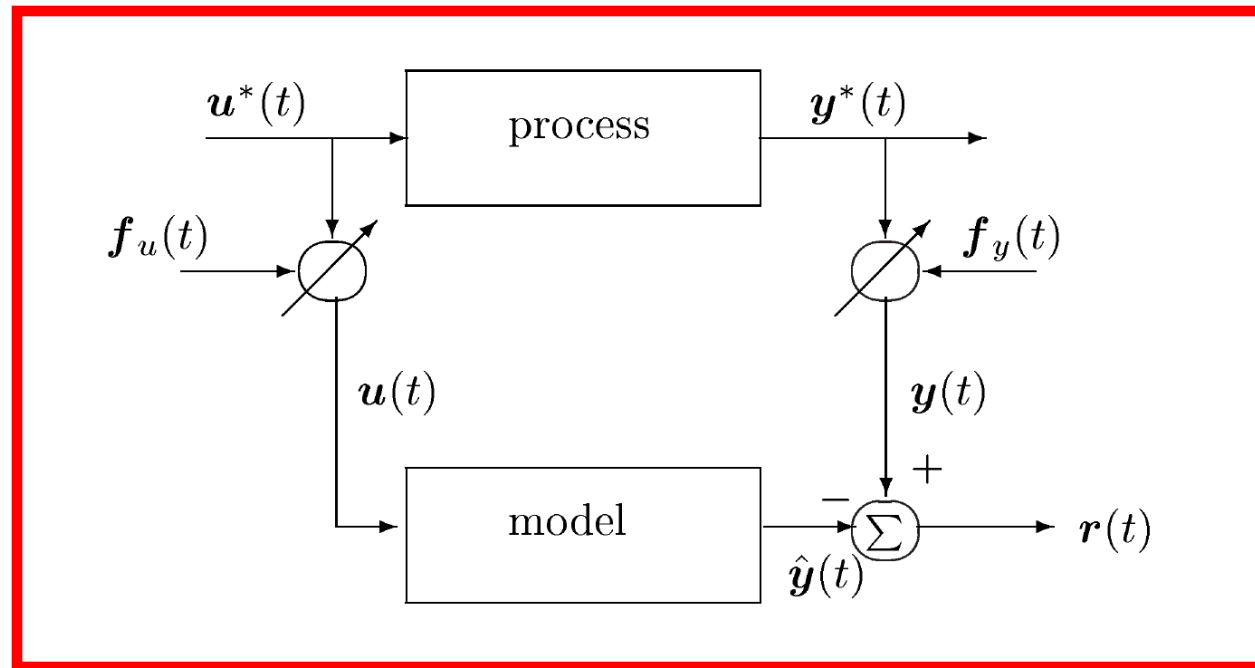 u*(t)
process
y*(t)
f_u(t)
f_y(t)
u(t)
y(t)
+
−
model
∑
r(t)
ŷ(t)